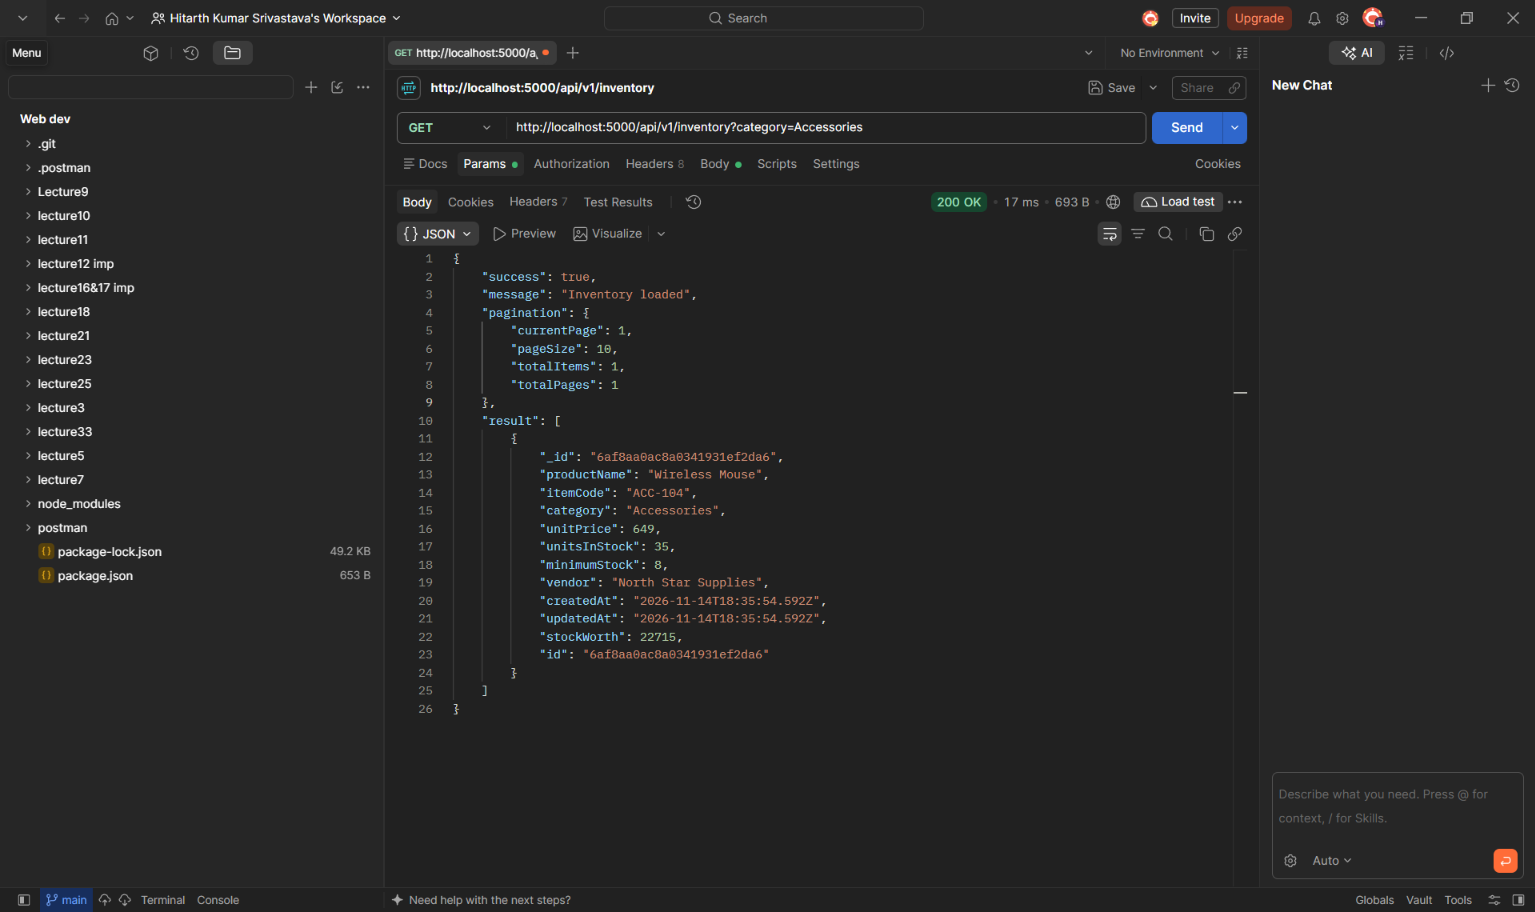 Hitarth Kumar Srivastava's Workspace
Search
Invite
Upgrade
Menu
GET http://localhost:5000/a
No Environment
AI
HTTP http://localhost:5000/api/v1/inventory
Save
Share
New Chat
Web dev
.git
.postman
Lecture9
lecture10
lecture11
lecture12 imp
lecture16&17 imp
lecture18
lecture21
lecture23
lecture25
lecture3
lecture33
lecture5
lecture7
node_modules
postman
{} package-lock.json 49.2 KB
{} package.json 653 B
GET http://localhost:5000/api/v1/inventory?category=Accessories
Send
Docs Params Authorization Headers 8 Body Scripts Settings Cookies
Body Cookies Headers 7 Test Results 200 OK 17 ms 693 B Load test
{} JSON Preview Visualize
1 {
2 "success": true,
3 "message": "Inventory loaded",
4 "pagination": {
5 "currentPage": 1,
6 "pageSize": 10,
7 "totalItems": 1,
8 "totalPages": 1
9 },
10 "result": [
11 {
12 "_id": "6af8aa0ac8a0341931ef2da6",
13 "productName": "Wireless Mouse",
14 "itemCode": "ACC-104",
15 "category": "Accessories",
16 "unitPrice": 649,
17 "unitsInStock": 35,
18 "minimumStock": 8,
19 "vendor": "North Star Supplies",
20 "createdAt": "2026-11-14T18:35:54.592Z",
21 "updatedAt": "2026-11-14T18:35:54.592Z",
22 "stockWorth": 22715,
23 "id": "6af8aa0ac8a0341931ef2da6"
24 }
25 ]
26 }
Describe what you need. Press @ for
context, / for Skills.
Auto
main Terminal Console
Need help with the next steps?
Globals Vault Tools